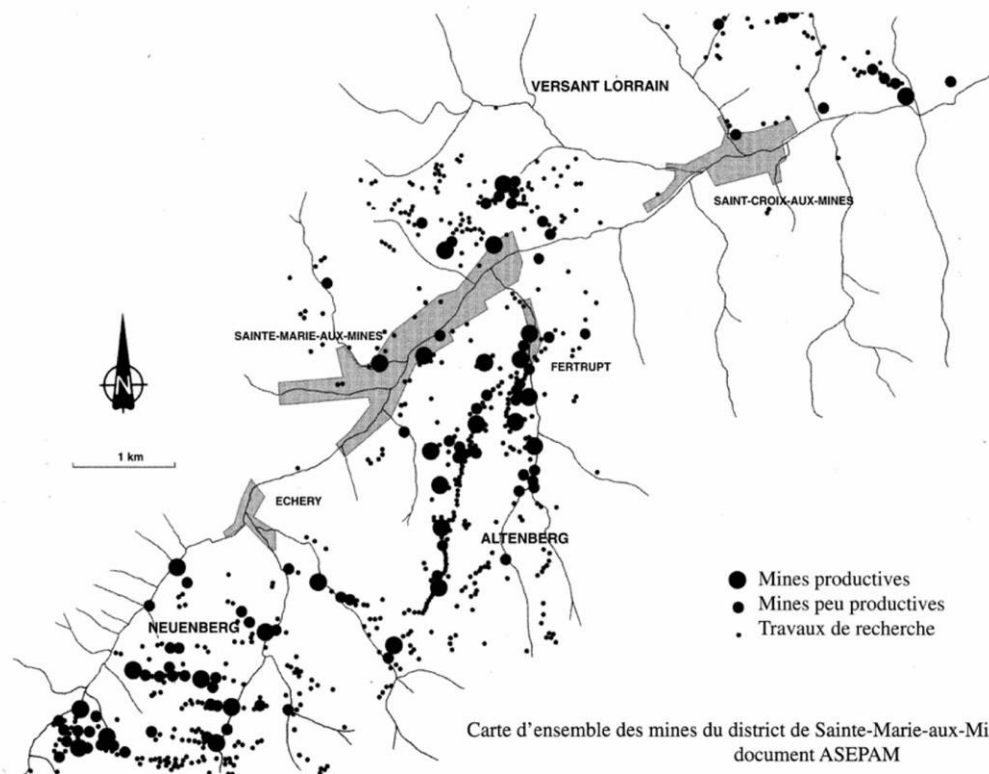 VERSANT LORRAIN
SAINT-CROIX-AUX-MINES
SAINTE-MARIE-AUX-MINES
FERTRUPT
N
1 km
ECHERY
ALTENBERG
Mines productives
Mines peu productives
Travaux de recherche
NEUENBERG
Carte d'ensemble des mines du district de Sainte-Marie-aux-Mi
document ASEPAM